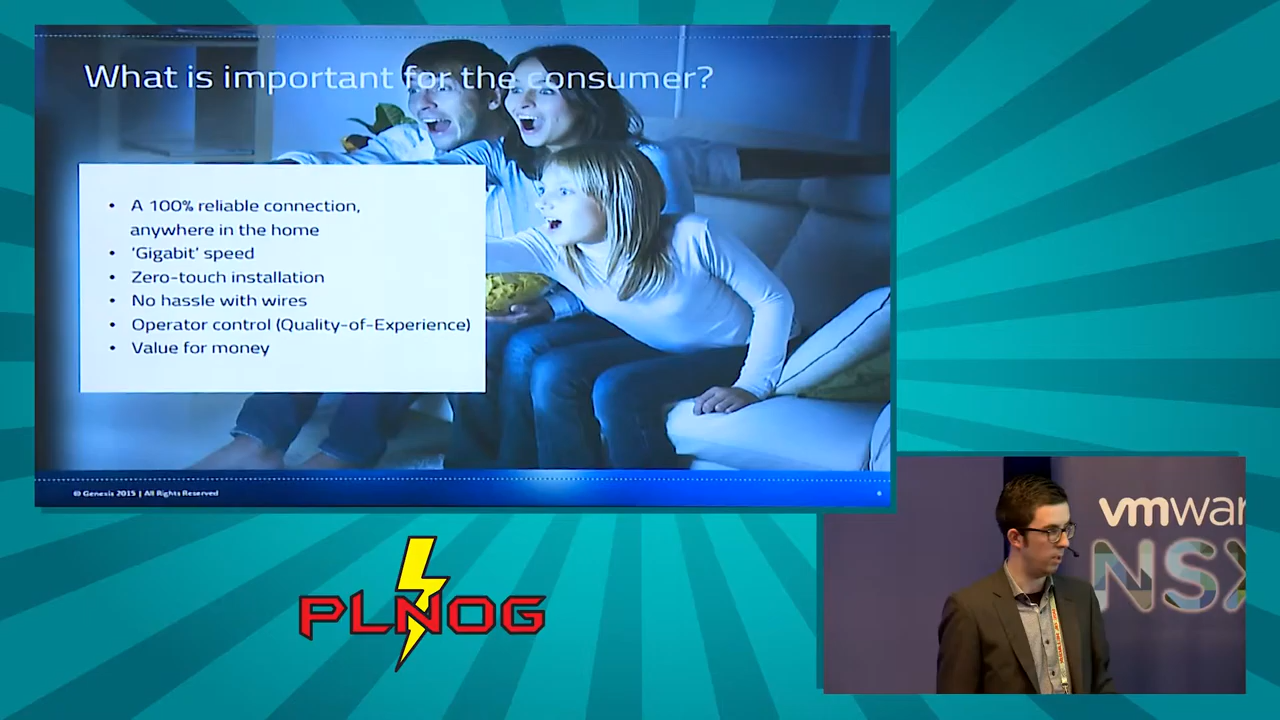 What is important for the consumer?
• A 100% reliable connection,
anywhere in the home
• 'Gigabit' speed
• Zero-touch installation
• No hassle with wires
• Operator control (Quality-of-Experience)
• Value for money
© Genexis 2015 | All Rights Reserved
vmwar
NSX
PLNOG